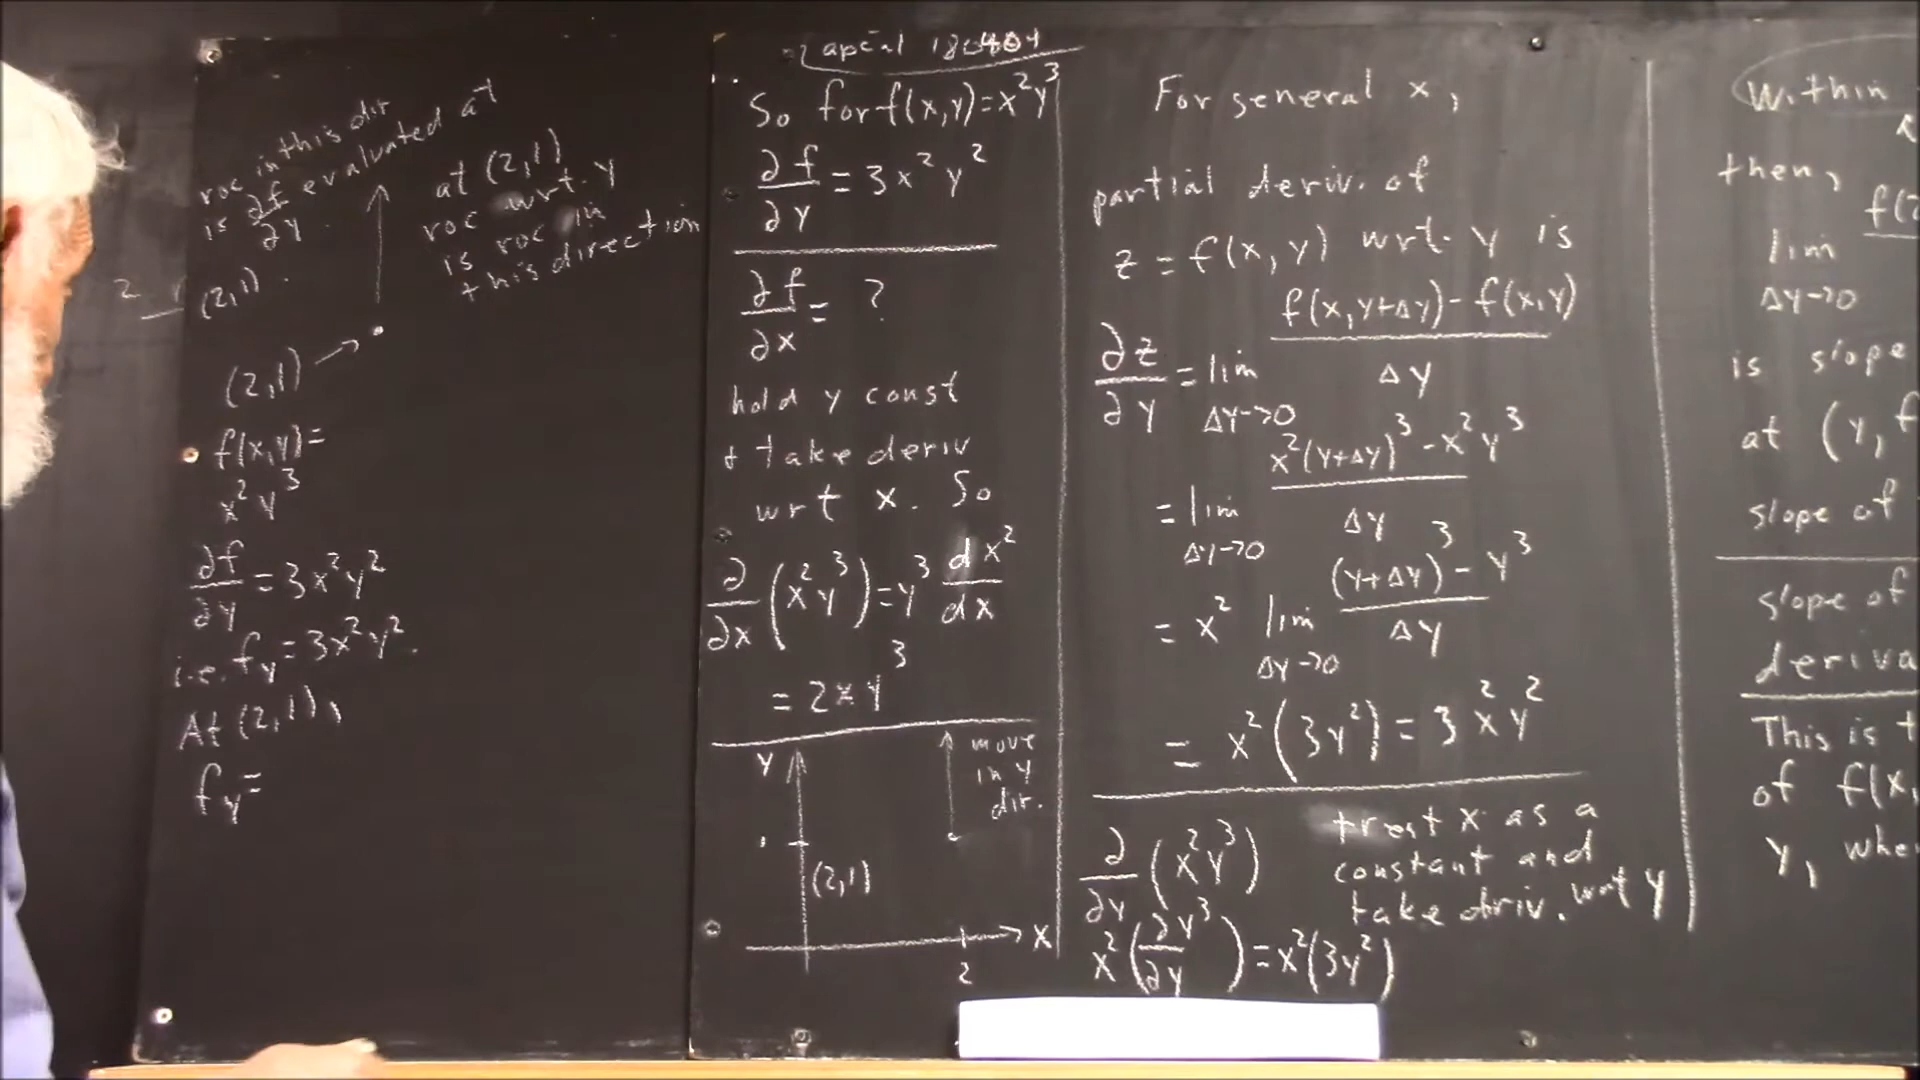 roc in this dir
is ∂f/∂y evaluated at
(2,1).
at (2,1)
roc wrt. y
is roc in
this direction
(2,1) →
f(x,y)=
x²y³
∂f/∂y = 3x²y²
i.e. f_y = 3x²y².
At (2,1),
f_y =
So for f(x,y)=x²y³
∂f/∂y = 3x²y²
∂f/∂x = ?
hold y const
+ take deriv
wrt x. So
∂/∂x (x²y³) = y³ dx²/dx
= 2xy³
y
move
in y
dir.
(2,1)
x
2
For general x,
partial deriv. of
z = f(x,y) wrt. y is
∂z/∂y = lim Δy→0 (f(x,y+Δy) - f(x,y))/Δy
= lim Δy→0 (x²(y+Δy)³ - x²y³)/Δy
= x² lim Δy→0 ((y+Δy)³ - y³)/Δy
= x²(3y²) = 3x²y²
∂/∂y (x²y³)
treat x as a
constant and
take deriv. wrt y
x²(∂y³/∂y) = x²(3y²)
Within
then,
lim
Δy→0
is slope
at (y, f
slope of
slope of
deriva
This is t
of f(x,
y, whe